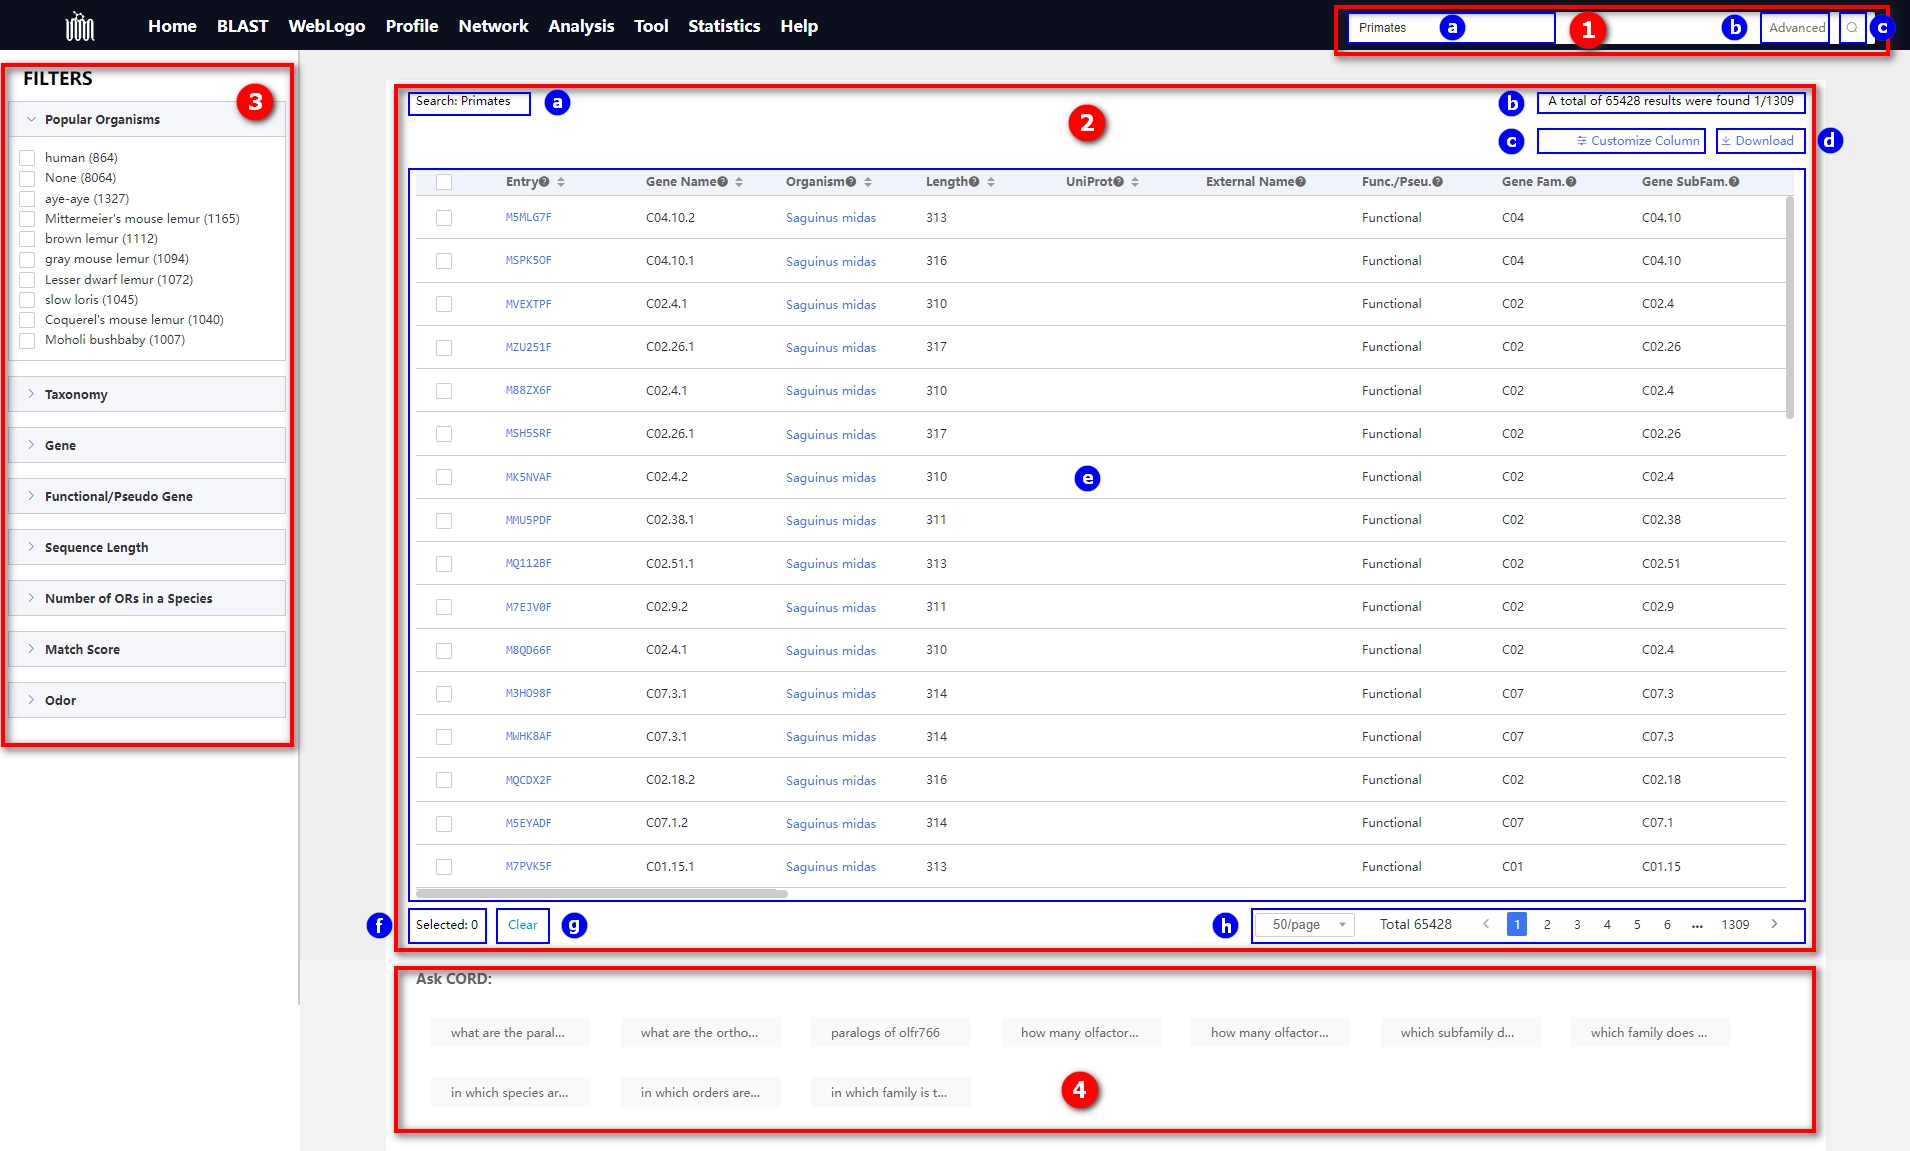 Home BLAST WebLogo Profile Network Analysis Tool Statistics Help
Primates a 1 b Advanced c
FILTERS
3
Popular Organisms
human (864)
None (8064)
aye-aye (1327)
Mittermeier's mouse lemur (1165)
brown lemur (1112)
gray mouse lemur (1094)
Lesser dwarf lemur (1072)
slow loris (1045)
Coquerel's mouse lemur (1040)
Moholi bushbaby (1007)
Taxonomy
Gene
Functional/Pseudo Gene
Sequence Length
Number of ORs in a Species
Match Score
Odor
Search: Primates a 2 b A total of 65428 results were found 1/1309
c Customize Column Download d
Entry Gene Name Organism Length UniProt External Name Func./Pseu. Gene Fam. Gene SubFam.
M5MLG7F C04.10.2 Saguinus midas 313 Functional C04 C04.10
MSPK5OF C04.10.1 Saguinus midas 316 Functional C04 C04.10
MVEXTPF C02.4.1 Saguinus midas 310 Functional C02 C02.4
MZU251F C02.26.1 Saguinus midas 317 Functional C02 C02.26
M88ZX6F C02.4.1 Saguinus midas 310 Functional C02 C02.4
MSH5SRF C02.26.1 Saguinus midas 317 Functional C02 C02.26
MK5NVAF C02.4.2 Saguinus midas 310 e Functional C02 C02.4
MMU5PDF C02.38.1 Saguinus midas 311 Functional C02 C02.38
MQ112BF C02.51.1 Saguinus midas 313 Functional C02 C02.51
M7EJV0F C02.9.2 Saguinus midas 311 Functional C02 C02.9
M8QD66F C02.4.1 Saguinus midas 310 Functional C02 C02.4
M3HO98F C07.3.1 Saguinus midas 314 Functional C07 C07.3
MWHK8AF C07.3.1 Saguinus midas 314 Functional C07 C07.3
MQCDX2F C02.18.2 Saguinus midas 316 Functional C02 C02.18
M5EYADF C07.1.2 Saguinus midas 314 Functional C07 C07.1
M7PVK5F C01.15.1 Saguinus midas 313 Functional C01 C01.15
f Selected: 0 Clear g h 50/page Total 65428 < 1 2 3 4 5 6 ... 1309 >
Ask CORD:
what are the paral... what are the ortho... paralogs of olfr766 how many olfactor... how many olfactor... which subfamily d... which family does ...
in which species ar... in which orders are... in which family is t... 4